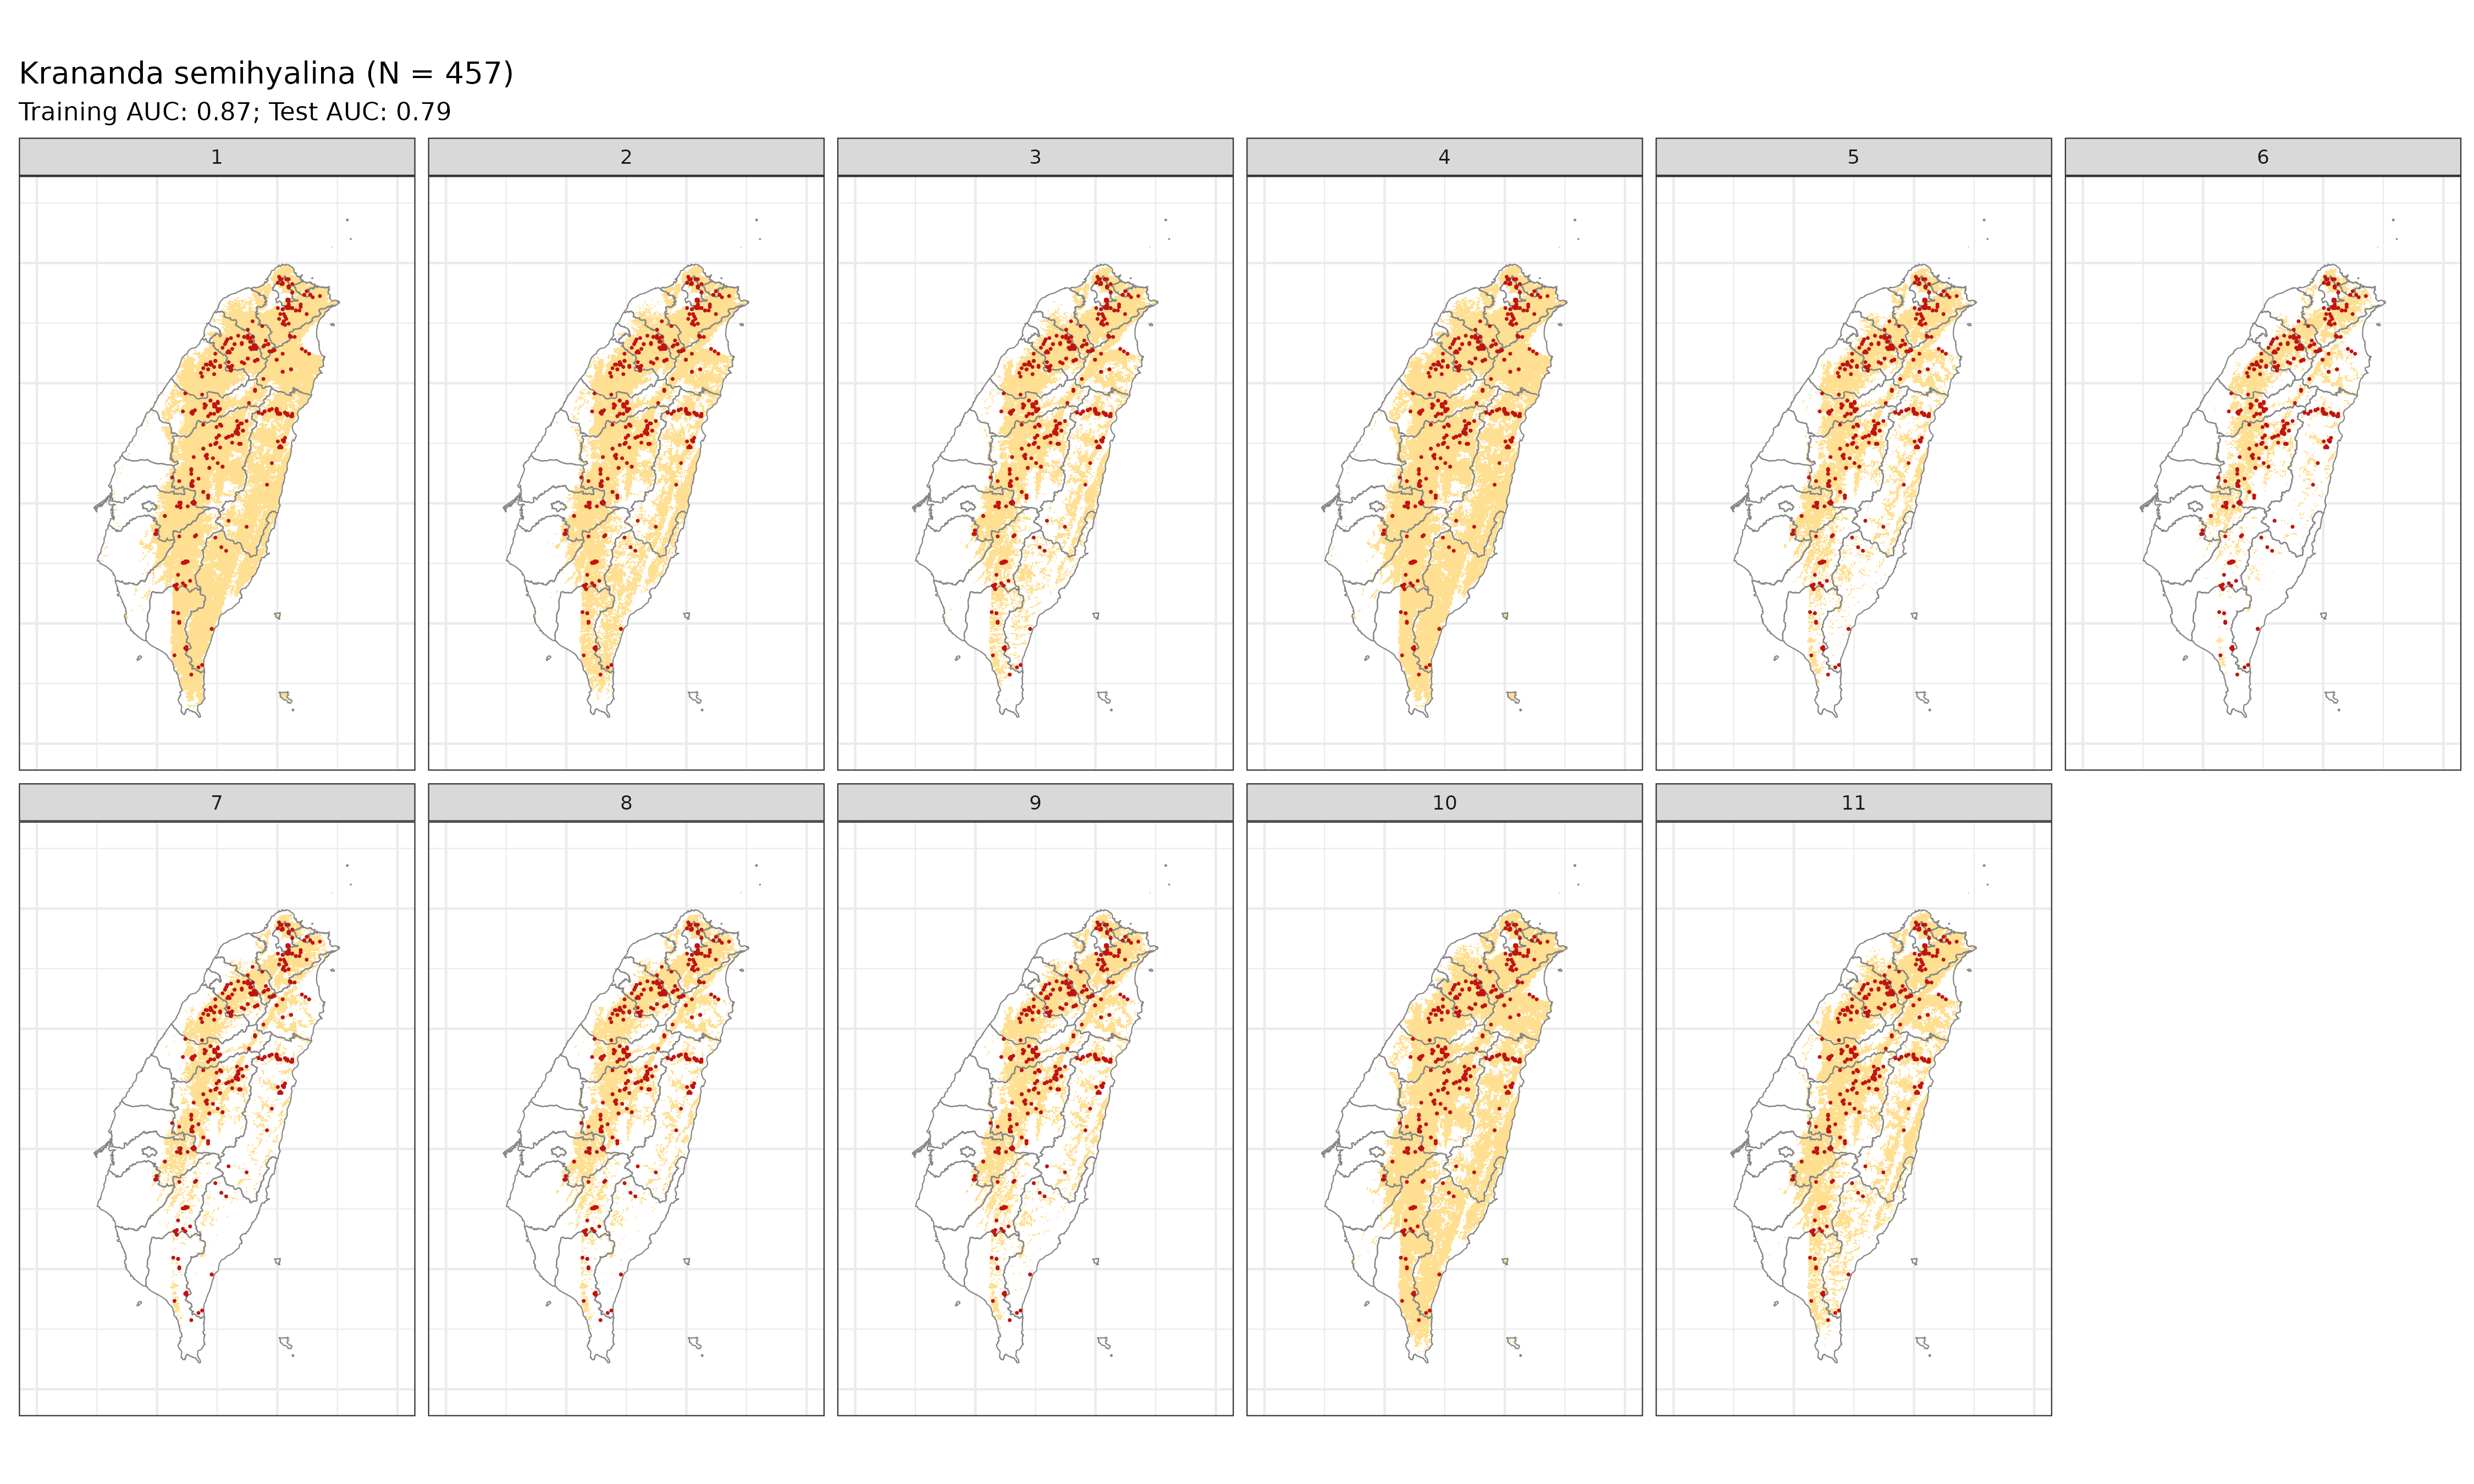 Krananda semihyalina (N = 457)
Training AUC: 0.87; Test AUC: 0.79
1 2 3 4 5 6
7 8 9 10 11